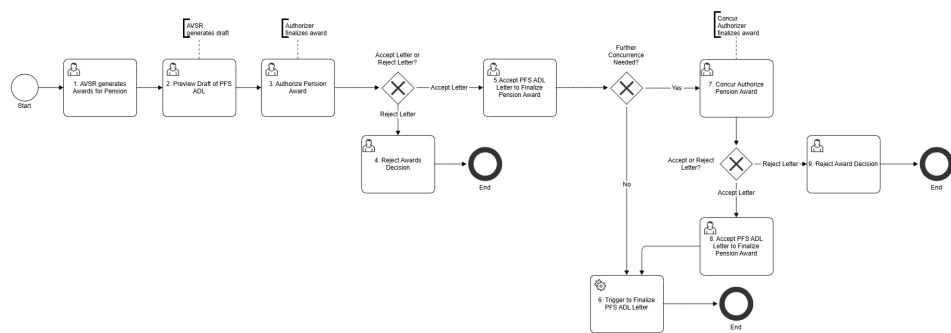 AVSR
generates draft
Authorizer
finalizes award
Concur
Authorizer
finalizes award
Start
1. AVSR generates
Awards for Pension
2. Preview Draft of PFS
ADL
3. Authorize Pension
Award
Accept Letter or
Reject Letter?
Accept Letter
Reject Letter
4. Reject Awards
Decision
End
5.Accept PFS ADL
Letter to Finalize
Pension Award
Further
Concurrence
Needed?
Yes
No
7. Concur Authorize
Pension Award
Accept or Reject
Letter?
Reject Letter
9. Reject Award Decision
End
Accept Letter
8. Accept PFS ADL
Letter to Finalize
Pension Award
6. Trigger to Finalize
PFS ADL Letter
End